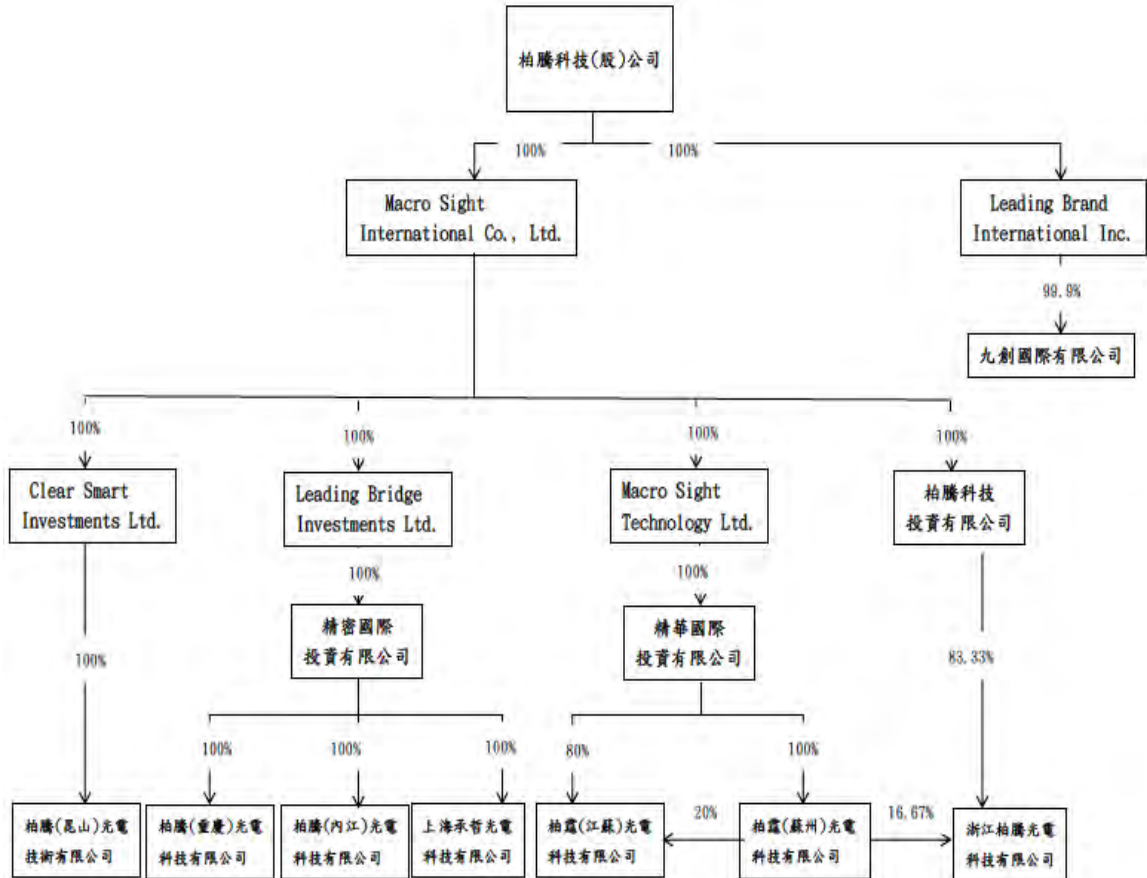 柏騰科技(股)公司
100%
100%
Macro Sight
International Co., Ltd.
Leading Brand
International Inc.
99.9%
九創國際有限公司
100%
100%
100%
100%
Clear Smart
Investments Ltd.
Leading Bridge
Investments Ltd.
Macro Sight
Technology Ltd.
柏騰科技
投資有限公司
100%
100%
精密國際
投資有限公司
精華國際
投資有限公司
100%
83.33%
100%
100%
100%
80%
100%
柏騰(昆山)光電
技術有限公司
柏騰(重慶)光電
科技有限公司
柏騰(內江)光電
科技有限公司
上海承哲光電
科技有限公司
柏霆(江蘇)光電
科技有限公司
20%
柏霆(蘇州)光電
科技有限公司
16.67%
浙江柏騰光電
科技有限公司